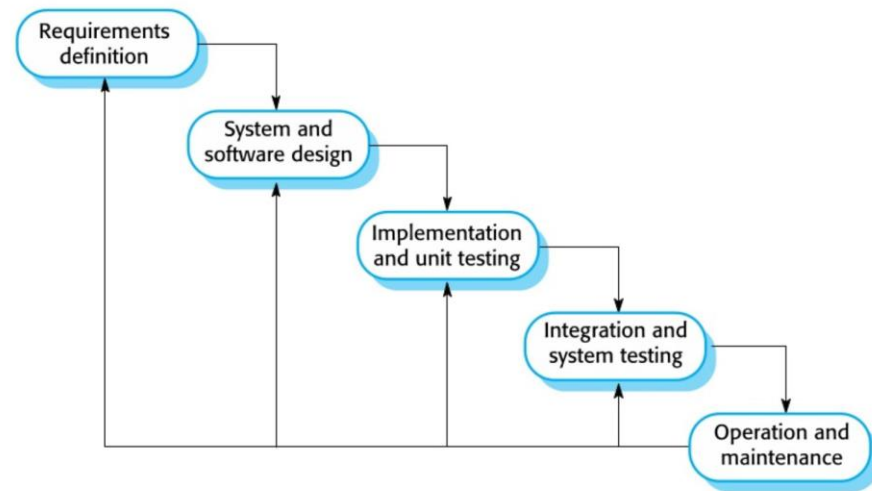 Requirements
definition
System and
software design
Implementation
and unit testing
Integration and
system testing
Operation and
maintenance